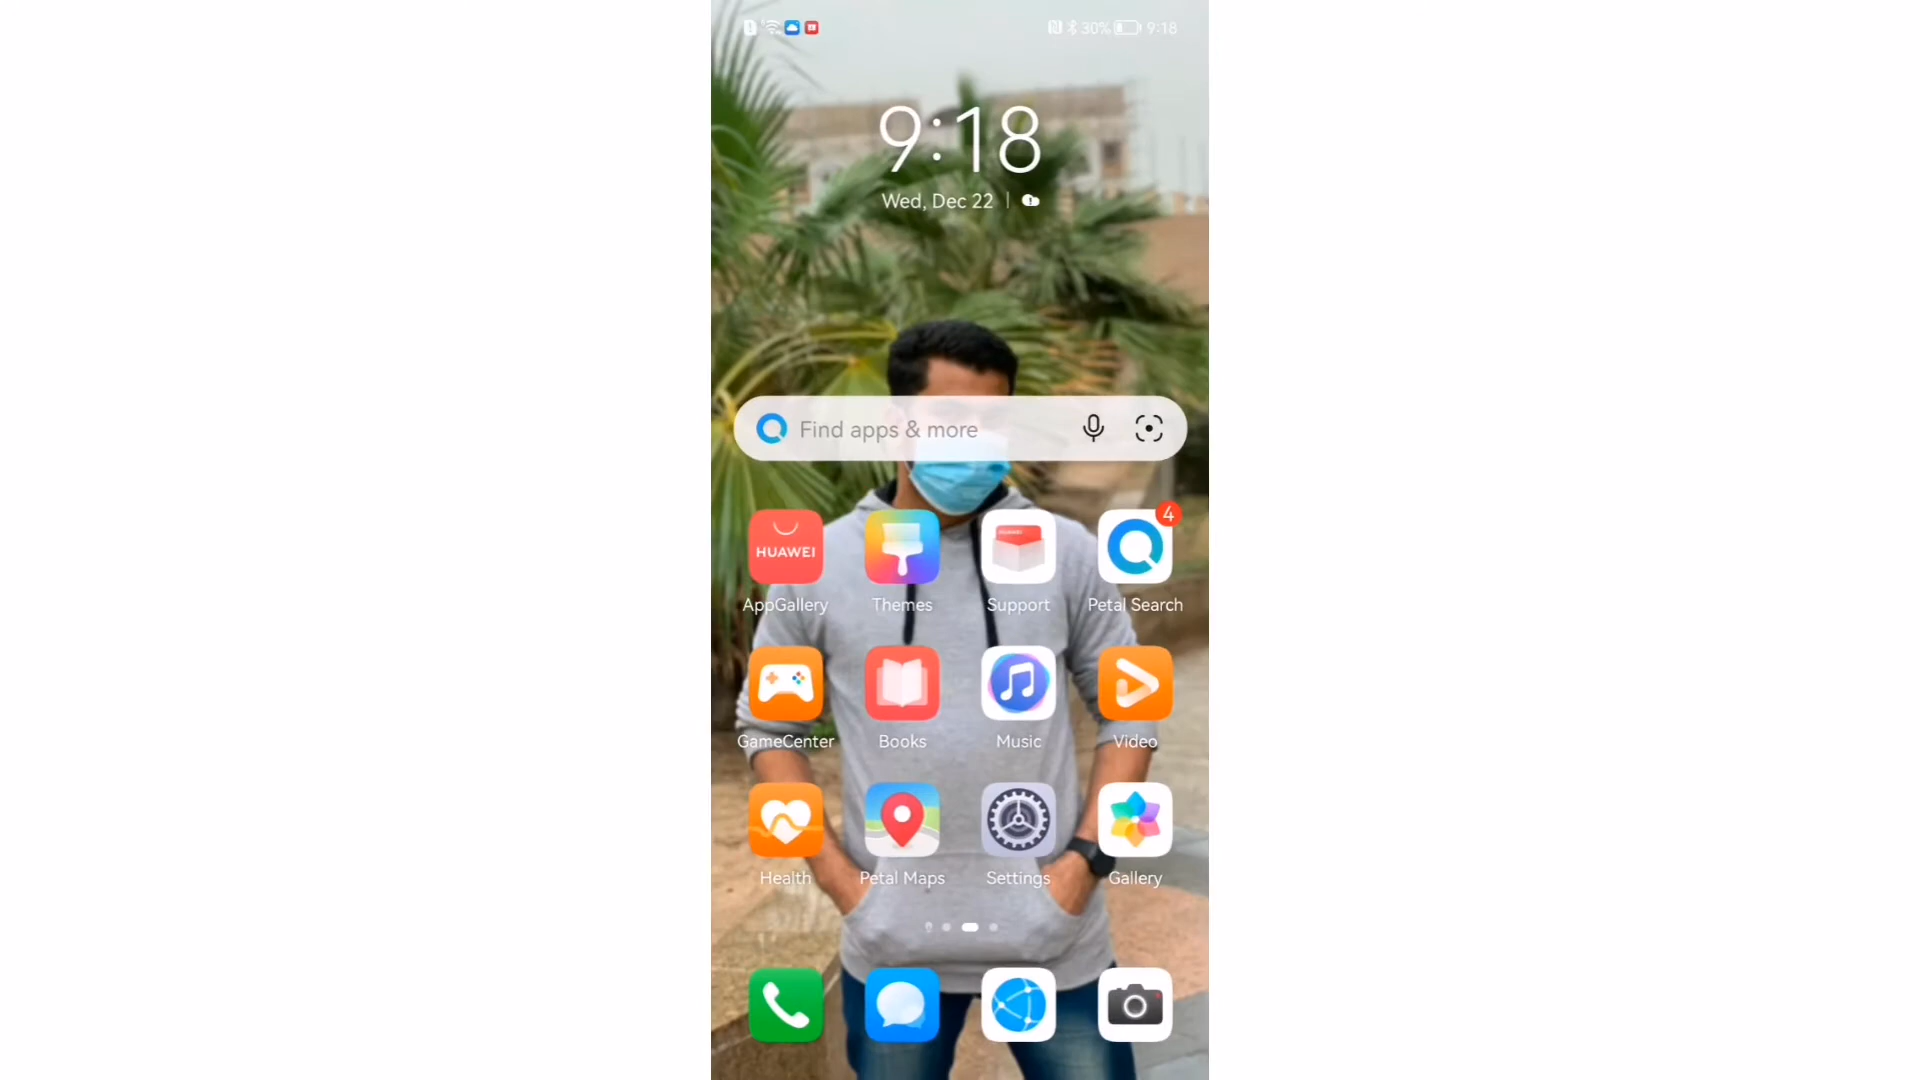 30% 9:18
9:18
Wed, Dec 22
Find apps & more
4
HUAWEI
AppGallery Themes Support Petal Search
GameCenter Books Music Video
Health Petal Maps Settings Gallery